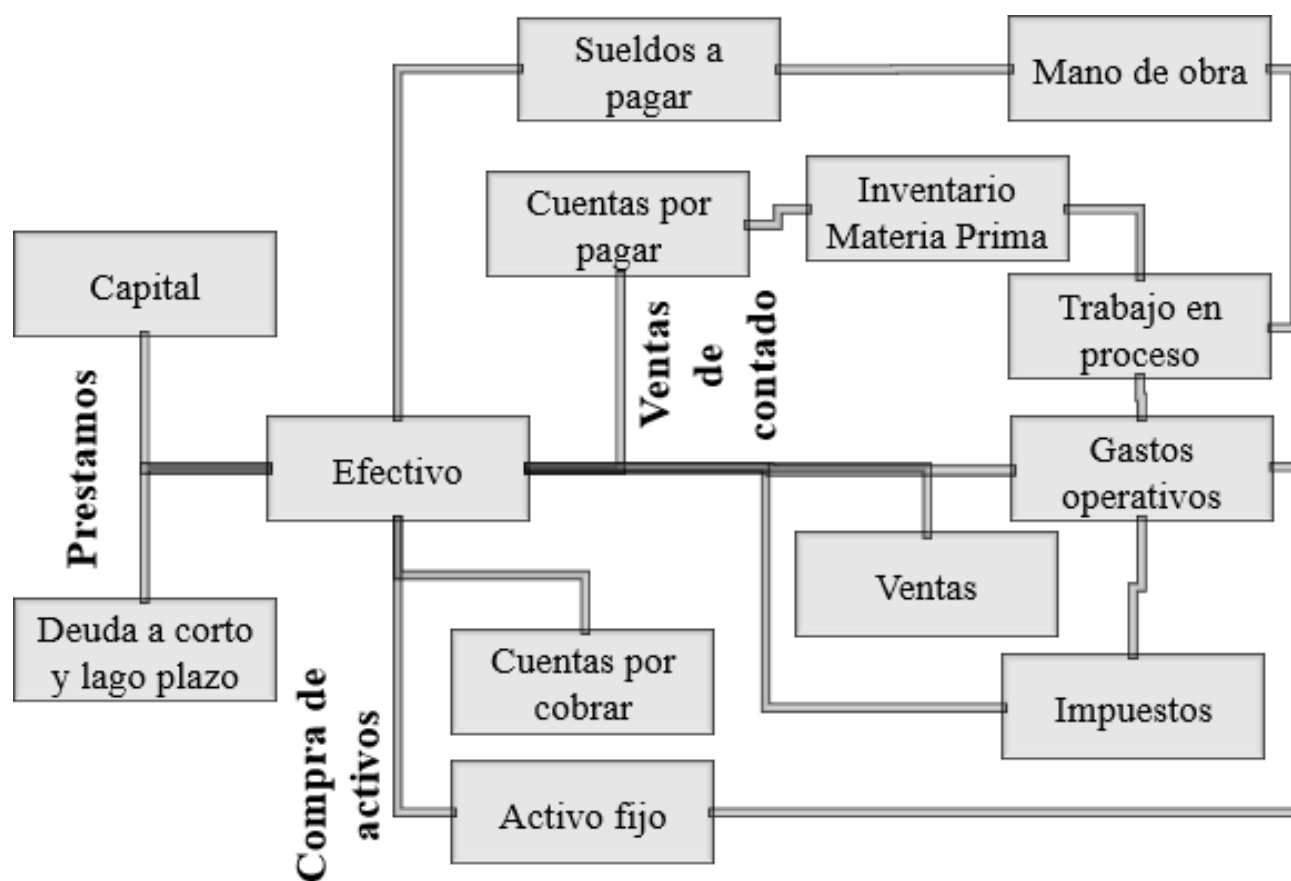 Sueldos a
pagar
Mano de obra
Cuentas por
pagar
Inventario
Materia Prima
Capital
Trabajo en
proceso
Prestamos
Ventas
de
contado
Efectivo
Gastos
operativos
Ventas
Deuda a corto
y lago plazo
Cuentas por
cobrar
Impuestos
Compra de
activos
Activo fijo